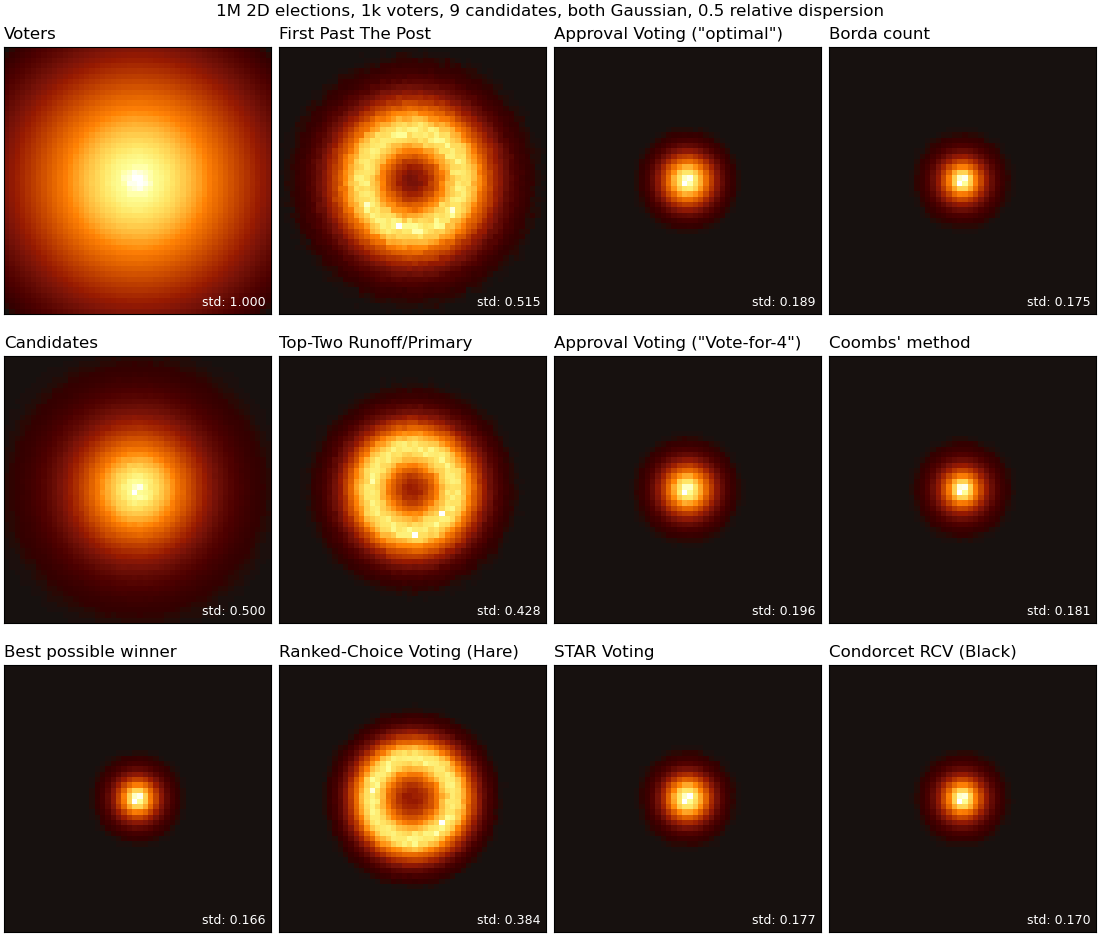 1M 2D elections, 1k voters, 9 candidates, both Gaussian, 0.5 relative dispersion
Voters
First Past The Post
Approval Voting ("optimal")
Borda count
std: 1.000
std: 0.515
std: 0.189
std: 0.175
Candidates
Top-Two Runoff/Primary
Approval Voting ("Vote-for-4")
Coombs' method
std: 0.500
std: 0.428
std: 0.196
std: 0.181
Best possible winner
Ranked-Choice Voting (Hare)
STAR Voting
Condorcet RCV (Black)
std: 0.166
std: 0.384
std: 0.177
std: 0.170